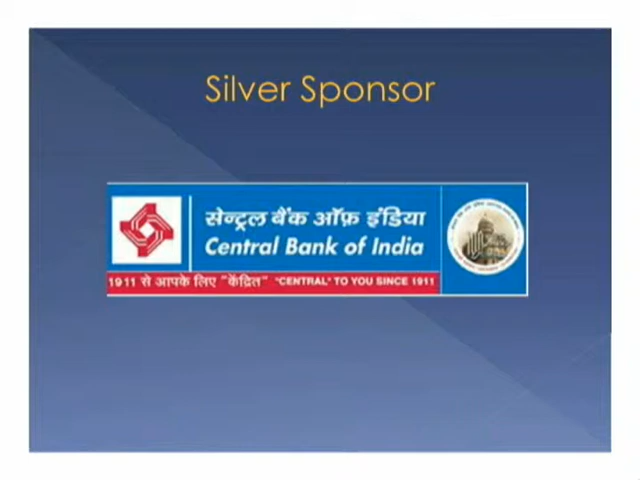 Silver Sponsor
सेन्ट्रल बैंक ऑफ़ इंडिया
Central Bank of India
1911 से आपके लिए "केंद्रित" "CENTRAL" TO YOU SINCE 1911